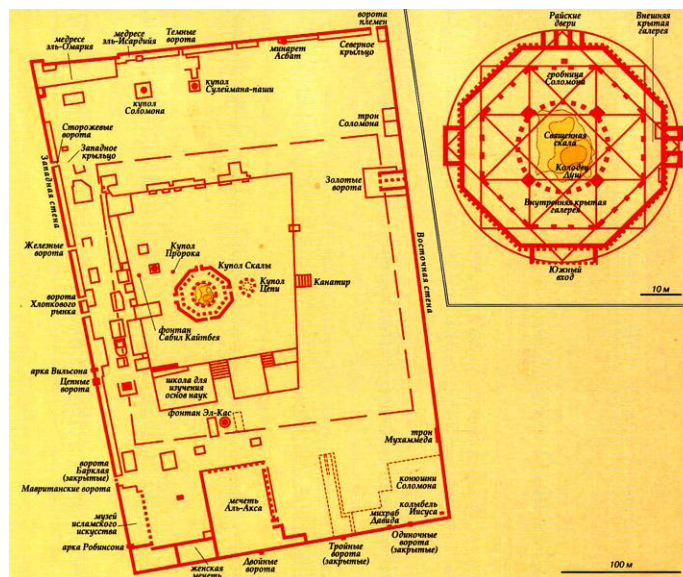 медресе
эль-Омария
медресе
эль-Исардийя
Темные
ворота
минарет
Асбат
ворота
племен
Северное
крыльцо
купол
Соломона
купол
Сулеймана-паши
трон
Соломона
Сторожевые
ворота
Западное
крыльцо
Западная стена
Золотые
ворота
Восточная стена
Железные
ворота
Купол
Пророка
Купол Скалы
Купол
Цепи
Канатир
ворота
Хлопкового
рынка
фонтан
Сабил Кайтбея
арка Вильсона
Цепные
ворота
школа для
изучения
основ наук
фонтан Эл-Кас
трон
Мухаммеда
ворота
Барклая
(закрытые)
Мавританские ворота
музей
исламского
искусства
мечеть
Аль-Акса
конюшни
Соломона
михраб
Давида
колыбель
Иисуса
арка Робинсона
женская
мечеть
Двойные
ворота
Тройные
ворота
(закрытые)
Одиночные
ворота
(закрытые)
100 м
Райские
двери
Внешняя
крытая
галерея
гробница
Соломона
Священная
скала
Колодец
Душ
Внутренняя крытая
галерея
Южный
вход
10 м